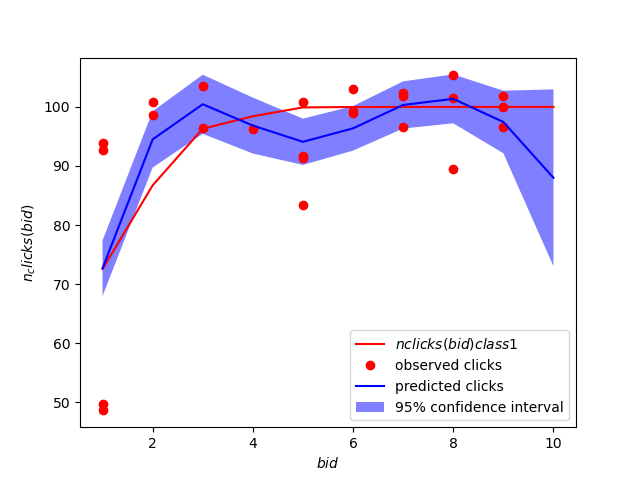 100
90
80
70
60
50
n_clicks(bid)
nclicks(bid)class1
observed clicks
predicted clicks
95% confidence interval
2 4 6 8 10
bid